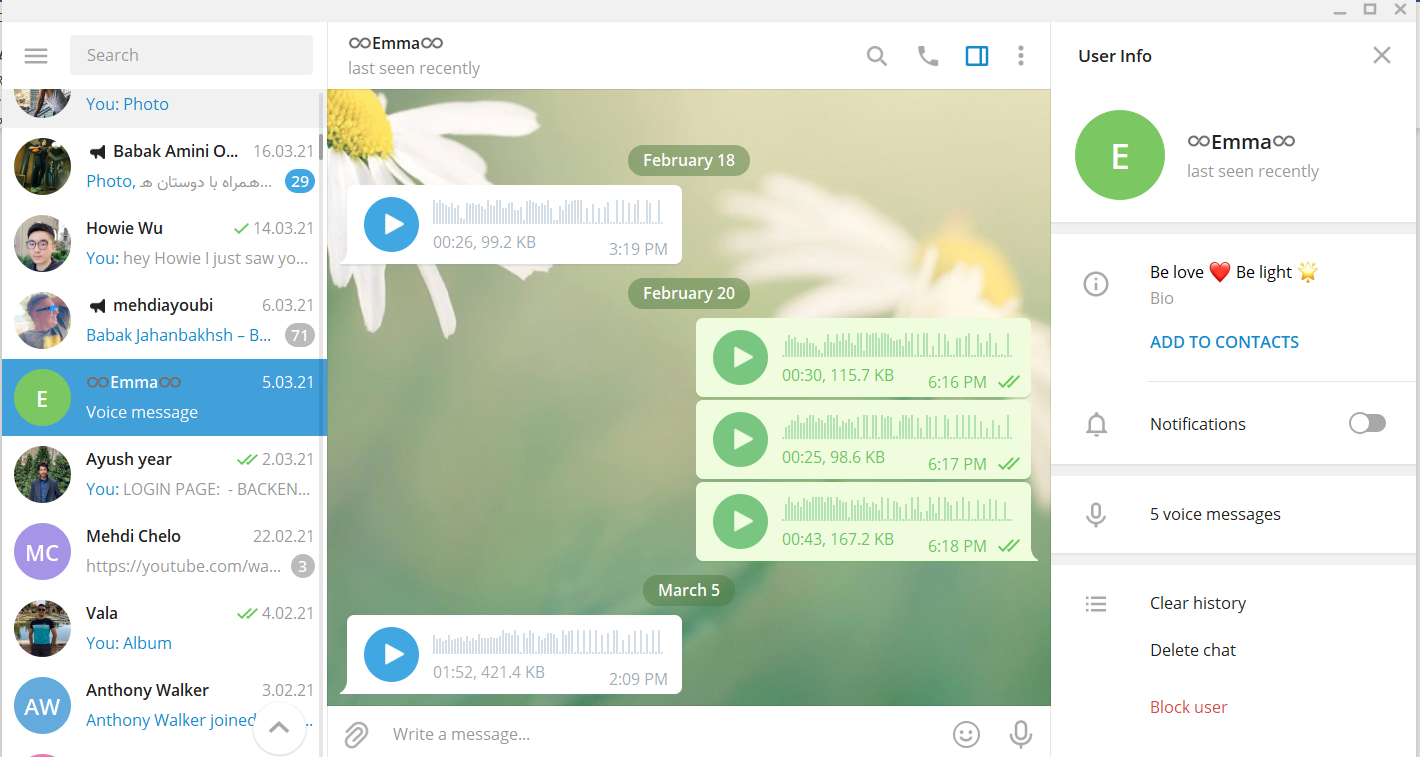 Search
You: Photo
Babak Amini O... 16.03.21
Photo, همراه با دوستان هـ... 29
Howie Wu 14.03.21
You: hey Howie I just saw yo...
mehdiayoubi 6.03.21
Babak Jahanbakhsh – B... 71
E
∞Emma∞ 5.03.21
Voice message
Ayush year 2.03.21
You: LOGIN PAGE: - BACKEN...
MC
Mehdi Chelo 22.02.21
https://youtube.com/wa... 3
Vala 4.02.21
You: Album
AW
Anthony Walker 3.02.21
Anthony Walker joined ...
∞Emma∞
last seen recently
February 18
00:26, 99.2 KB 3:19 PM
February 20
00:30, 115.7 KB 6:16 PM
00:25, 98.6 KB 6:17 PM
00:43, 167.2 KB 6:18 PM
March 5
01:52, 421.4 KB 2:09 PM
Write a message...
User Info
E
∞Emma∞
last seen recently
Be love ❤️ Be light 🌟
Bio
ADD TO CONTACTS
Notifications
5 voice messages
Clear history
Delete chat
Block user